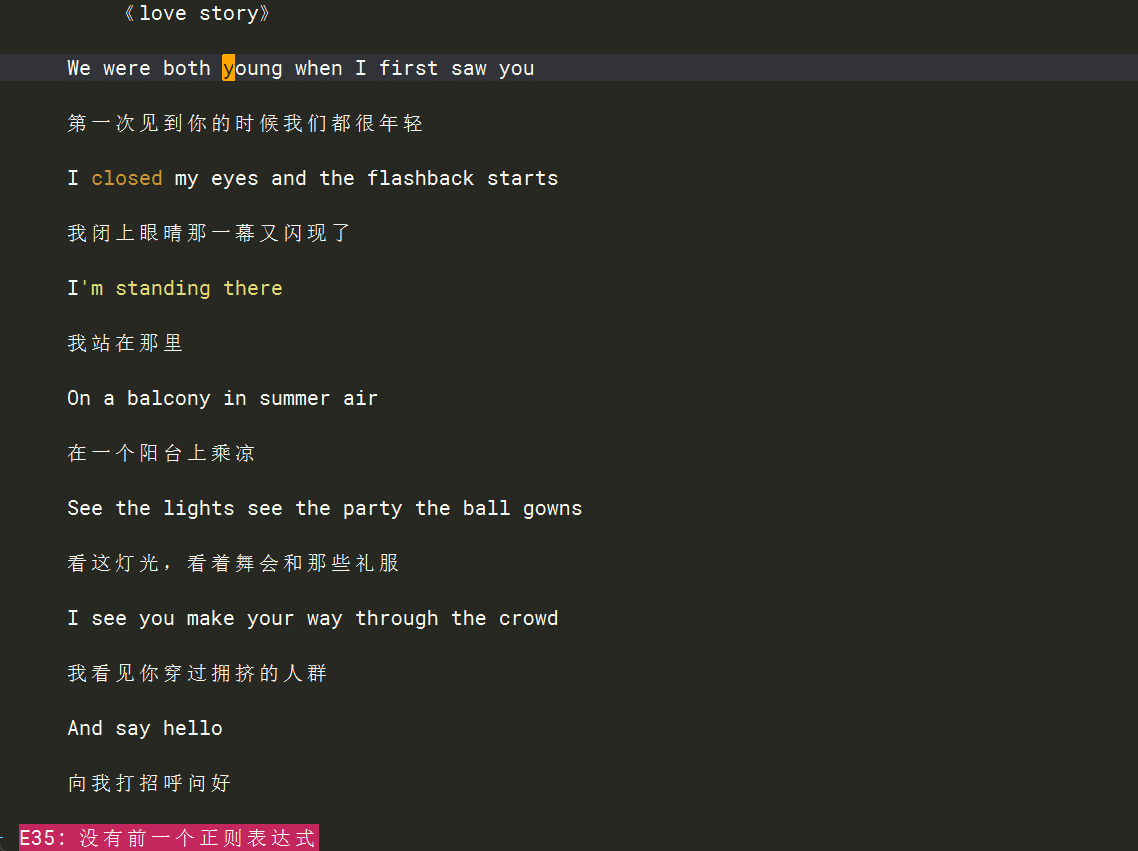 《love story》
We were both young when I first saw you
第一次见到你的时候我们都很年轻
I closed my eyes and the flashback starts
我闭上眼晴那一幕又闪现了
I'm standing there
我站在那里
On a balcony in summer air
在一个阳台上乘凉
See the lights see the party the ball gowns
看这灯光，看着舞会和那些礼服
I see you make your way through the crowd
我看见你穿过拥挤的人群
And say hello
向我打招呼问好
E35: 没有前一个正则表达式